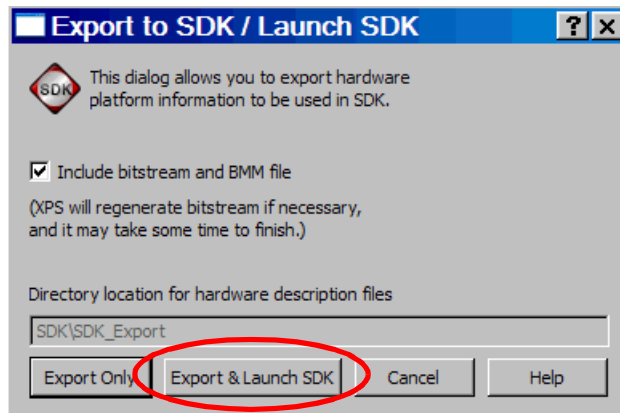 Export to SDK / Launch SDK
? X
SDK
This dialog allows you to export hardware
platform information to be used in SDK.
Include bitstream and BMM file
(XPS will regenerate bitstream if necessary,
and it may take some time to finish.)
Directory location for hardware description files
SDK\SDK_Export
Export Only Export & Launch SDK Cancel Help